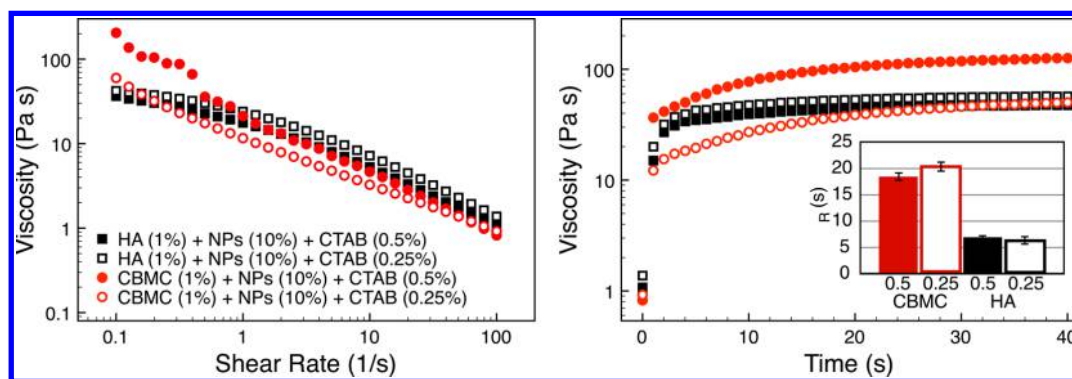 Viscosity (Pa s)
100
10
1
0.1
HA (1%) + NPs (10%) + CTAB (0.5%)
HA (1%) + NPs (10%) + CTAB (0.25%)
CBMC (1%) + NPs (10%) + CTAB (0.5%)
CBMC (1%) + NPs (10%) + CTAB (0.25%)
0.1 1 10 100
Shear Rate (1/s)
Viscosity (Pa s)
100
10
1
R (s)
25
20
15
10
5
0
0.5 0.25 0.5 0.25
CBMC HA
0 10 20 30 40
Time (s)